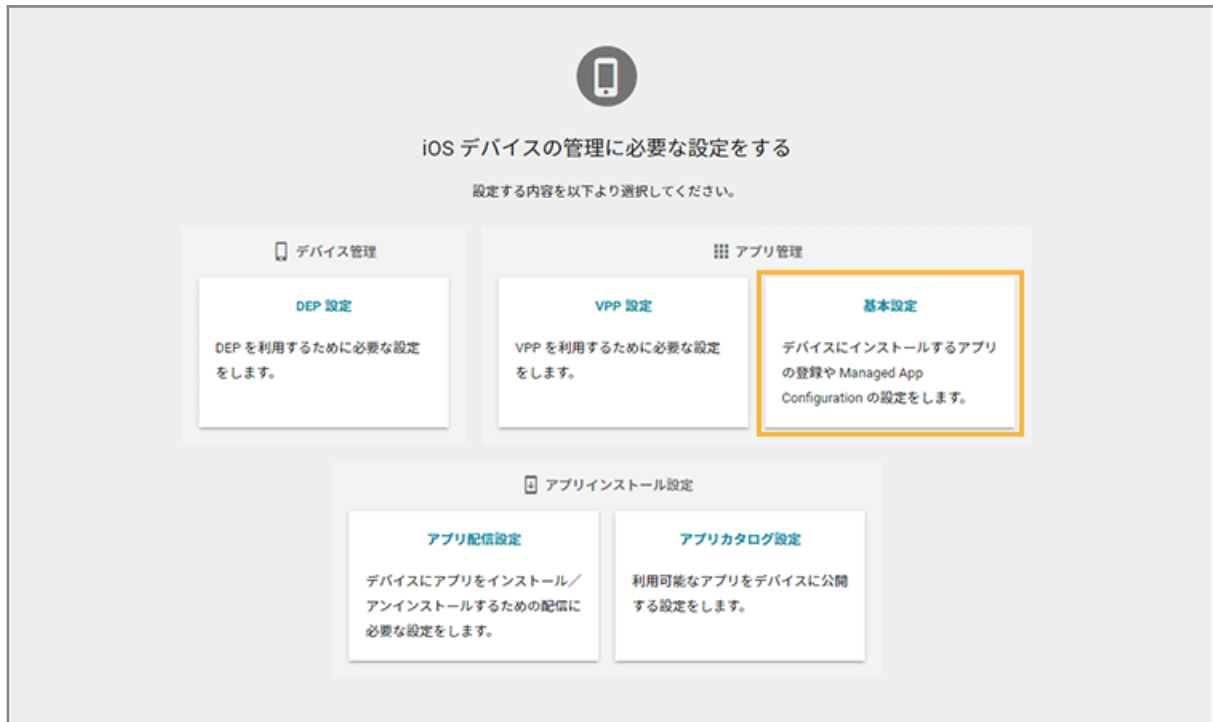 iOS デバイスの管理に必要な設定をする
設定する内容を以下より選択してください。
デバイス管理
DEP 設定
DEP を利用するために必要な設定
をします。
アプリ管理
VPP 設定
VPP を利用するために必要な設定
をします。
基本設定
デバイスにインストールするアプリ
の登録や Managed App
Configuration の設定をします。
アプリインストール設定
アプリ配信設定
デバイスにアプリをインストール／
アンインストールするための配信に
必要な設定をします。
アプリカタログ設定
利用可能なアプリをデバイスに公開
する設定をします。